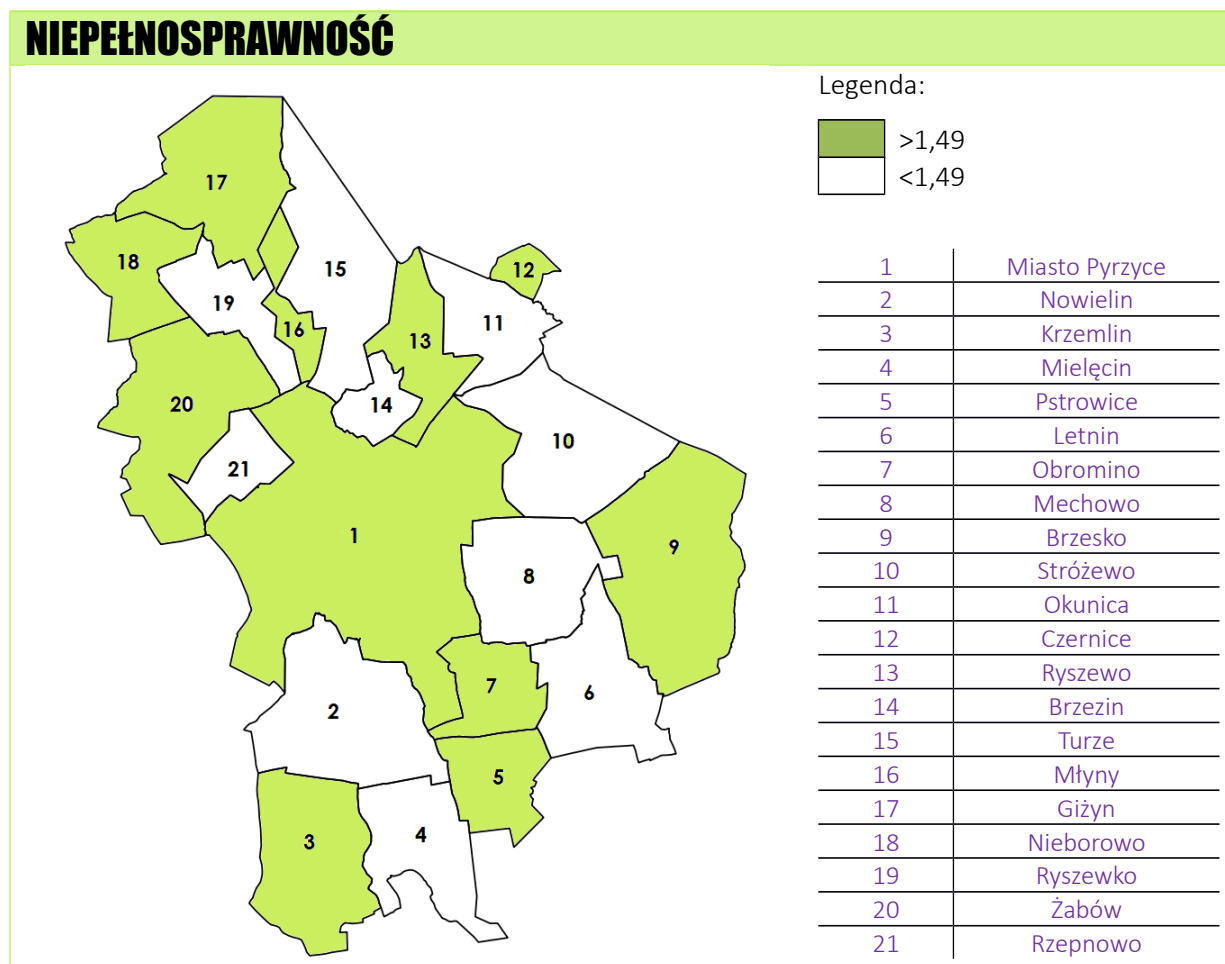 NIEPEŁNOSPRAWNOŚĆ
Legenda:
>1,49
<1,49
17
18
15
12
19
16
13
11
14
20
21
10
1
9
8
7
6
2
5
3
4
1 Miasto Pyrzyce
2 Nowielin
3 Krzemlin
4 Mielęcin
5 Pstrowice
6 Letnin
7 Obromino
8 Mechowo
9 Brzesko
10 Stróżewo
11 Okunica
12 Czernice
13 Ryszewo
14 Brzezin
15 Turze
16 Młyny
17 Giżyn
18 Nieborowo
19 Ryszewko
20 Żabów
21 Rzepnowo